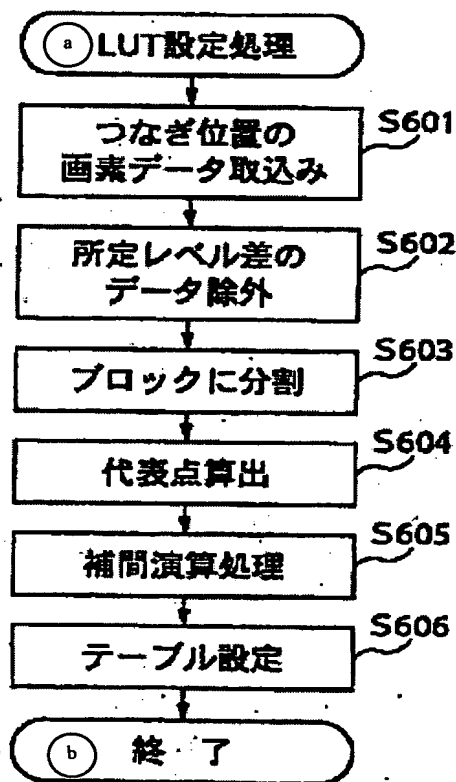 a LUT設定処理
つなぎ位置の
画素データ取込み
S601
所定レベル差の
データ除外
S602
ブロックに分割
S603
代表点算出
S604
補間演算処理
S605
テーブル設定
S606
b 終了